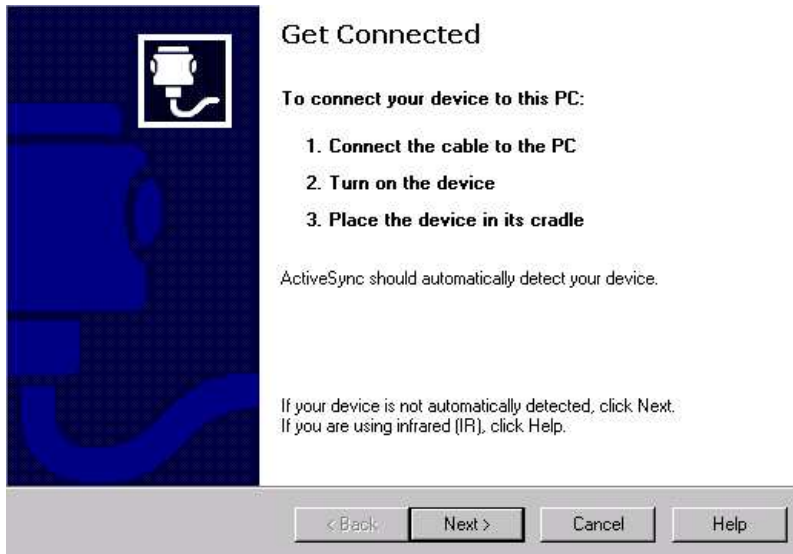 Get Connected
To connect your device to this PC:
1. Connect the cable to the PC
2. Turn on the device
3. Place the device in its cradle
ActiveSync should automatically detect your device.
If your device is not automatically detected, click Next.
If you are using infrared (IR), click Help.
< Back Next > Cancel Help